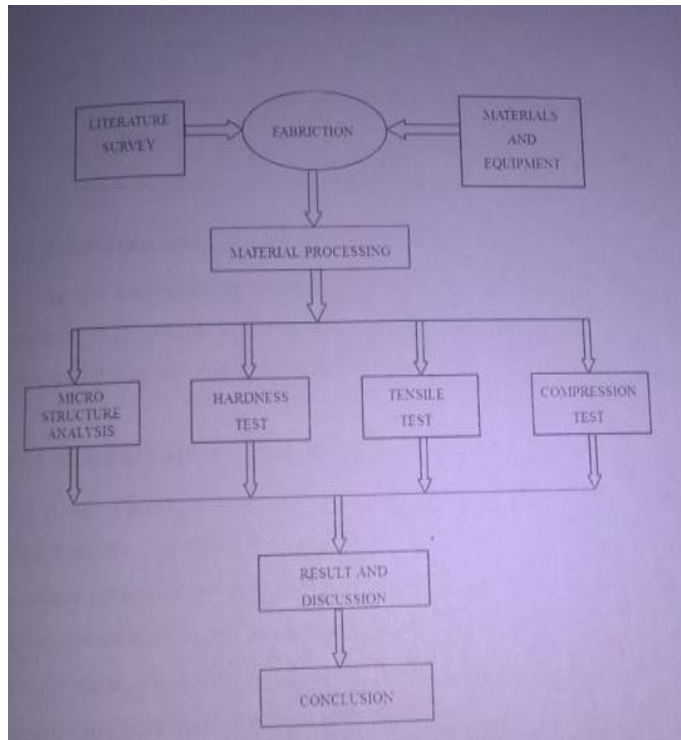 LITERATURE
SURVEY
FABRICTION
MATERIALS
AND
EQUIPMENT
MATERIAL PROCESSING
MICRO
STRUCTURE
ANALYSIS
HARDNESS
TEST
TENSILE
TEST
COMPRESSION
TEST
RESULT AND
DISCUSSION
CONCLUSION